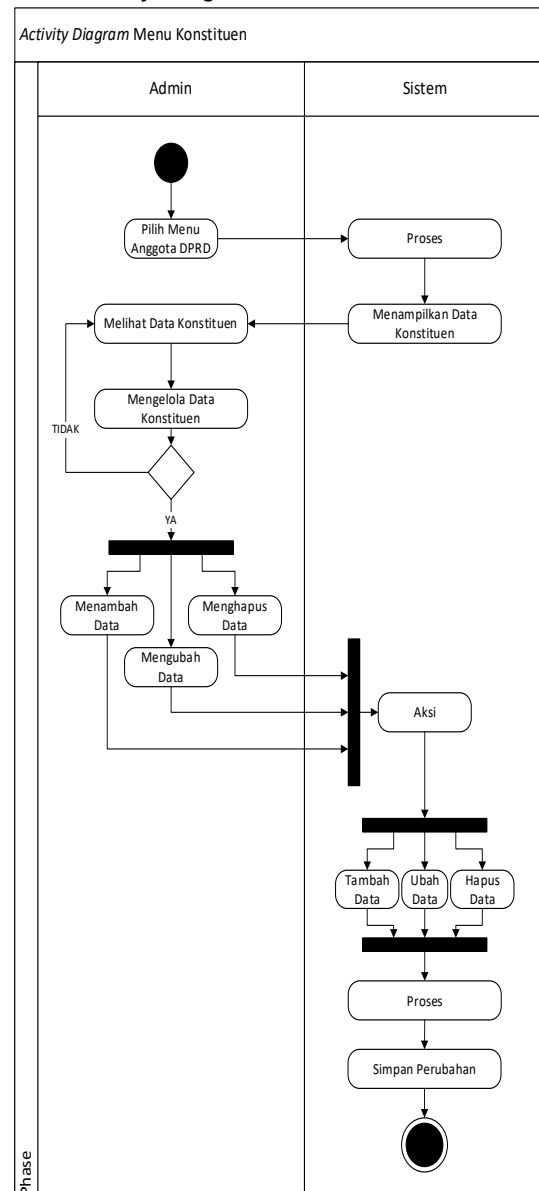 Activity Diagram Menu Konstituen
Admin
Sistem
Pilih Menu
Anggota DPRD
Proses
Melihat Data Konstituen
Menampilkan Data
Konstituen
Mengelola Data
Konstituen
TIDAK
YA
Menambah
Data
Menghapus
Data
Mengubah
Data
Aksi
Tambah
Data
Ubah
Data
Hapus
Data
Proses
Simpan Perubahan
Phase